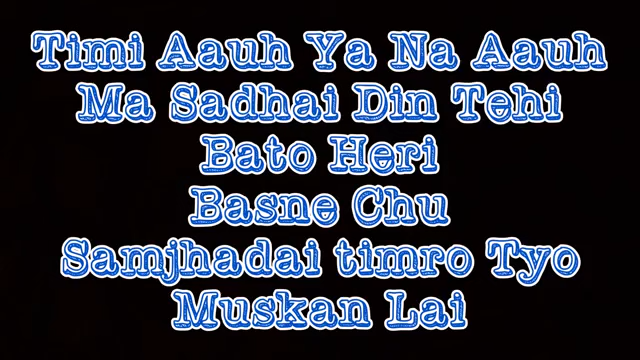 Timi Aauh Ya Na Aauh
Ma Sadhai Din Tehi
Bato Heri
Basne Chu
Samjhadai timro Tyo
Muskan Lai